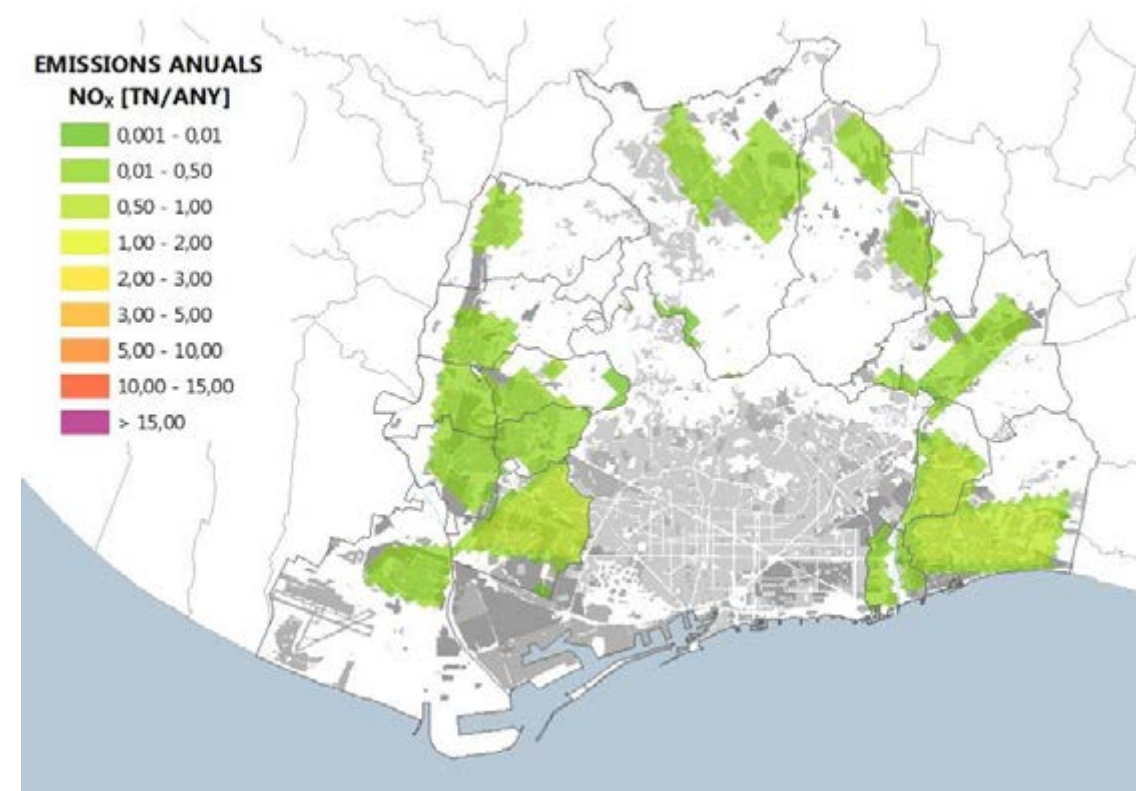 EMISSIONS ANUALS
NOₓ [TN/ANY]
0,001 - 0,01
0,01 - 0,50
0,50 - 1,00
1,00 - 2,00
2,00 - 3,00
3,00 - 5,00
5,00 - 10,00
10,00 - 15,00
> 15,00